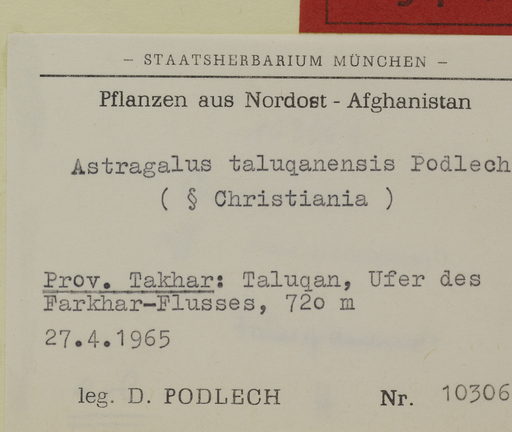 – STAATSHERBARIUM MÜNCHEN –
Pflanzen aus Nordost - Afghanistan
Astragalus taluqanensis Podlech
( § Christiania )
Prov. Takhar: Taluqan, Ufer des
Farkhar-Flusses, 720 m
27.4.1965
leg. D. PODLECH Nr. 10306